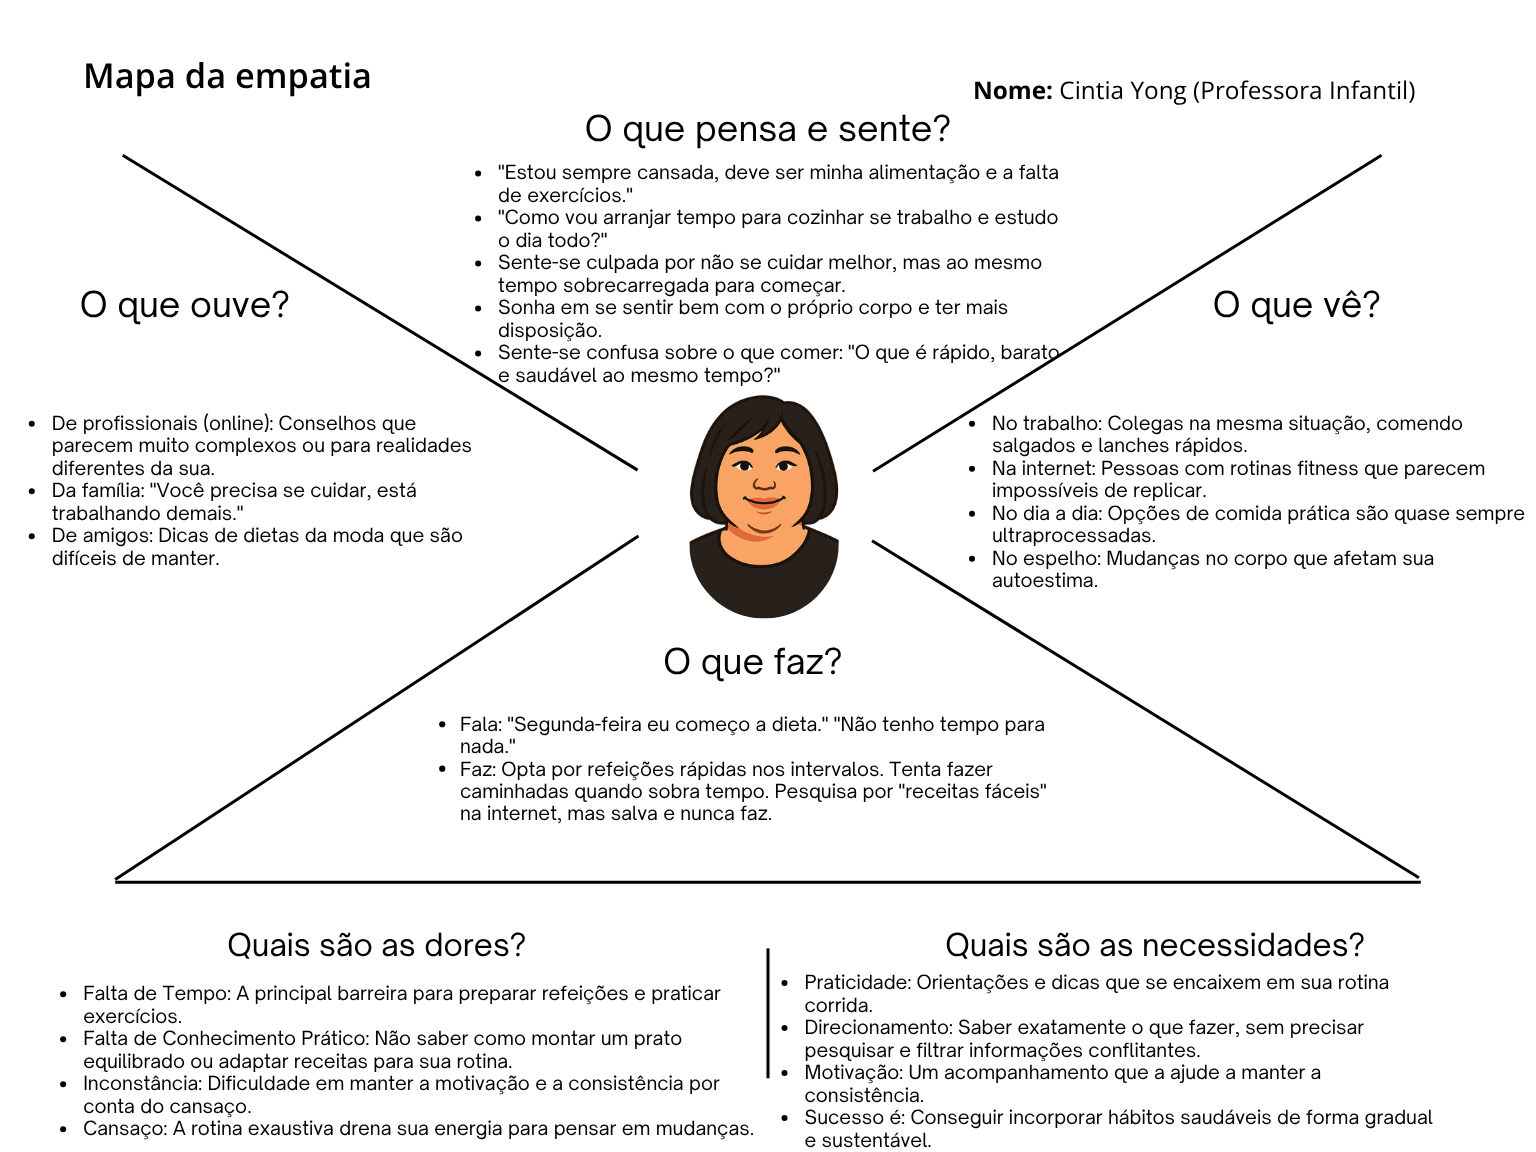 Mapa da empatia
Nome: Cintia Yong (Professora Infantil)
O que pensa e sente?
• "Estou sempre cansada, deve ser minha alimentação e a falta
de exercícios."
• "Como vou arranjar tempo para cozinhar se trabalho e estudo
o dia todo?"
• Sente-se culpada por não se cuidar melhor, mas ao mesmo
tempo sobrecarregada para começar.
• Sonha em se sentir bem com o próprio corpo e ter mais
disposição.
• Sente-se confusa sobre o que comer: "O que é rápido, barato
e saudável ao mesmo tempo?"
O que ouve?
• De profissionais (online): Conselhos que
parecem muito complexos ou para realidades
diferentes da sua.
• Da família: "Você precisa se cuidar, está
trabalhando demais."
• De amigos: Dicas de dietas da moda que são
difíceis de manter.
O que vê?
• No trabalho: Colegas na mesma situação, comendo
salgados e lanches rápidos.
• Na internet: Pessoas com rotinas fitness que parecem
impossíveis de replicar.
• No dia a dia: Opções de comida prática são quase sempre
ultraprocessadas.
• No espelho: Mudanças no corpo que afetam sua
autoestima.
O que faz?
• Fala: "Segunda-feira eu começo a dieta." "Não tenho tempo para
nada."
• Faz: Opta por refeições rápidas nos intervalos. Tenta fazer
caminhadas quando sobra tempo. Pesquisa por "receitas fáceis"
na internet, mas salva e nunca faz.
Quais são as dores?
• Falta de Tempo: A principal barreira para preparar refeições e praticar
exercícios.
• Falta de Conhecimento Prático: Não saber como montar um prato
equilibrado ou adaptar receitas para sua rotina.
• Inconstância: Dificuldade em manter a motivação e a consistência por
conta do cansaço.
• Cansaço: A rotina exaustiva drena sua energia para pensar em mudanças.
Quais são as necessidades?
• Praticidade: Orientações e dicas que se encaixem em sua rotina
corrida.
• Direcionamento: Saber exatamente o que fazer, sem precisar
pesquisar e filtrar informações conflitantes.
• Motivação: Um acompanhamento que a ajude a manter a
consistência.
• Sucesso é: Conseguir incorporar hábitos saudáveis de forma gradual
e sustentável.